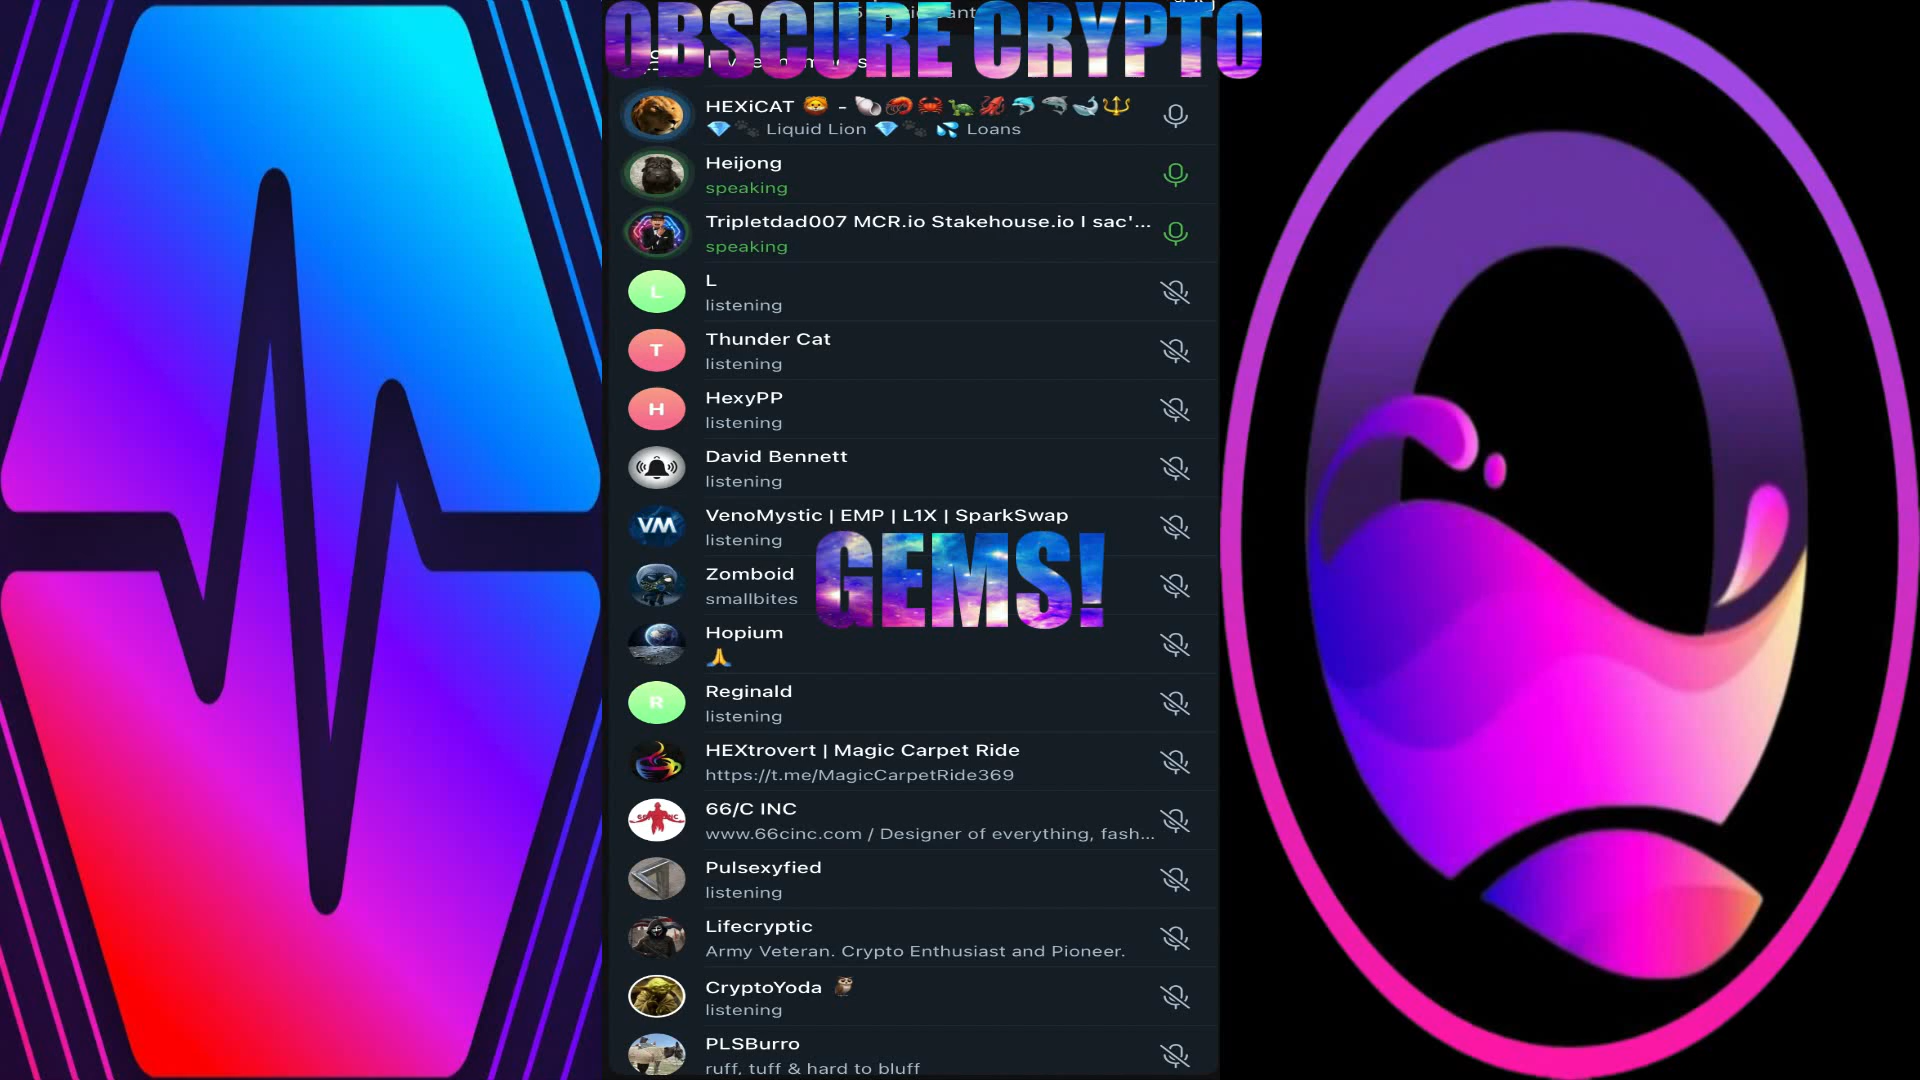 OBSCURE CRYPTO
HEXiCAT 🦁 - 🐚🦐🦀🐢🦑🐬🦈🐋🔱
💎🐾 Liquid Lion 💎🐾 💦 Loans
Heijong
speaking
Tripletdad007 MCR.io Stakehouse.io I sac'...
speaking
L
L
listening
T
Thunder Cat
listening
H
HexyPP
listening
David Bennett
listening
VM
VenoMystic | EMP | L1X | SparkSwap
listening
GEMS!
Zomboid
smallbites
Hopium
🙏
R
Reginald
listening
HEXtrovert | Magic Carpet Ride
https://t.me/MagicCarpetRide369
66/C INC
www.66cinc.com / Designer of everything, fash...
Pulsexyfied
listening
Lifecryptic
Army Veteran. Crypto Enthusiast and Pioneer.
CryptoYoda 🦉
listening
PLSBurro
ruff, tuff & hard to bluff